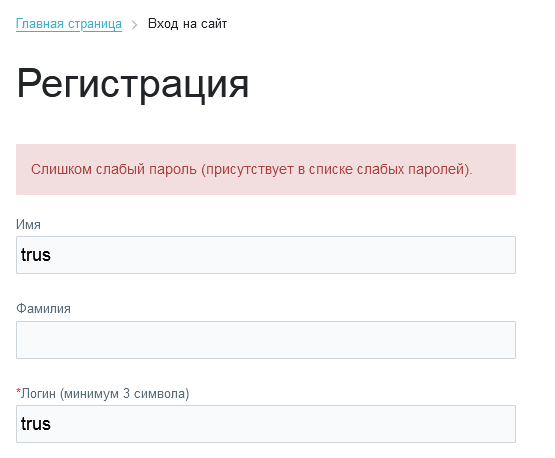 Главная страница Вход на сайт
Регистрация
Слишком слабый пароль (присутствует в списке слабых паролей).
Имя
trus
Фамилия
*Логин (минимум 3 символа)
trus